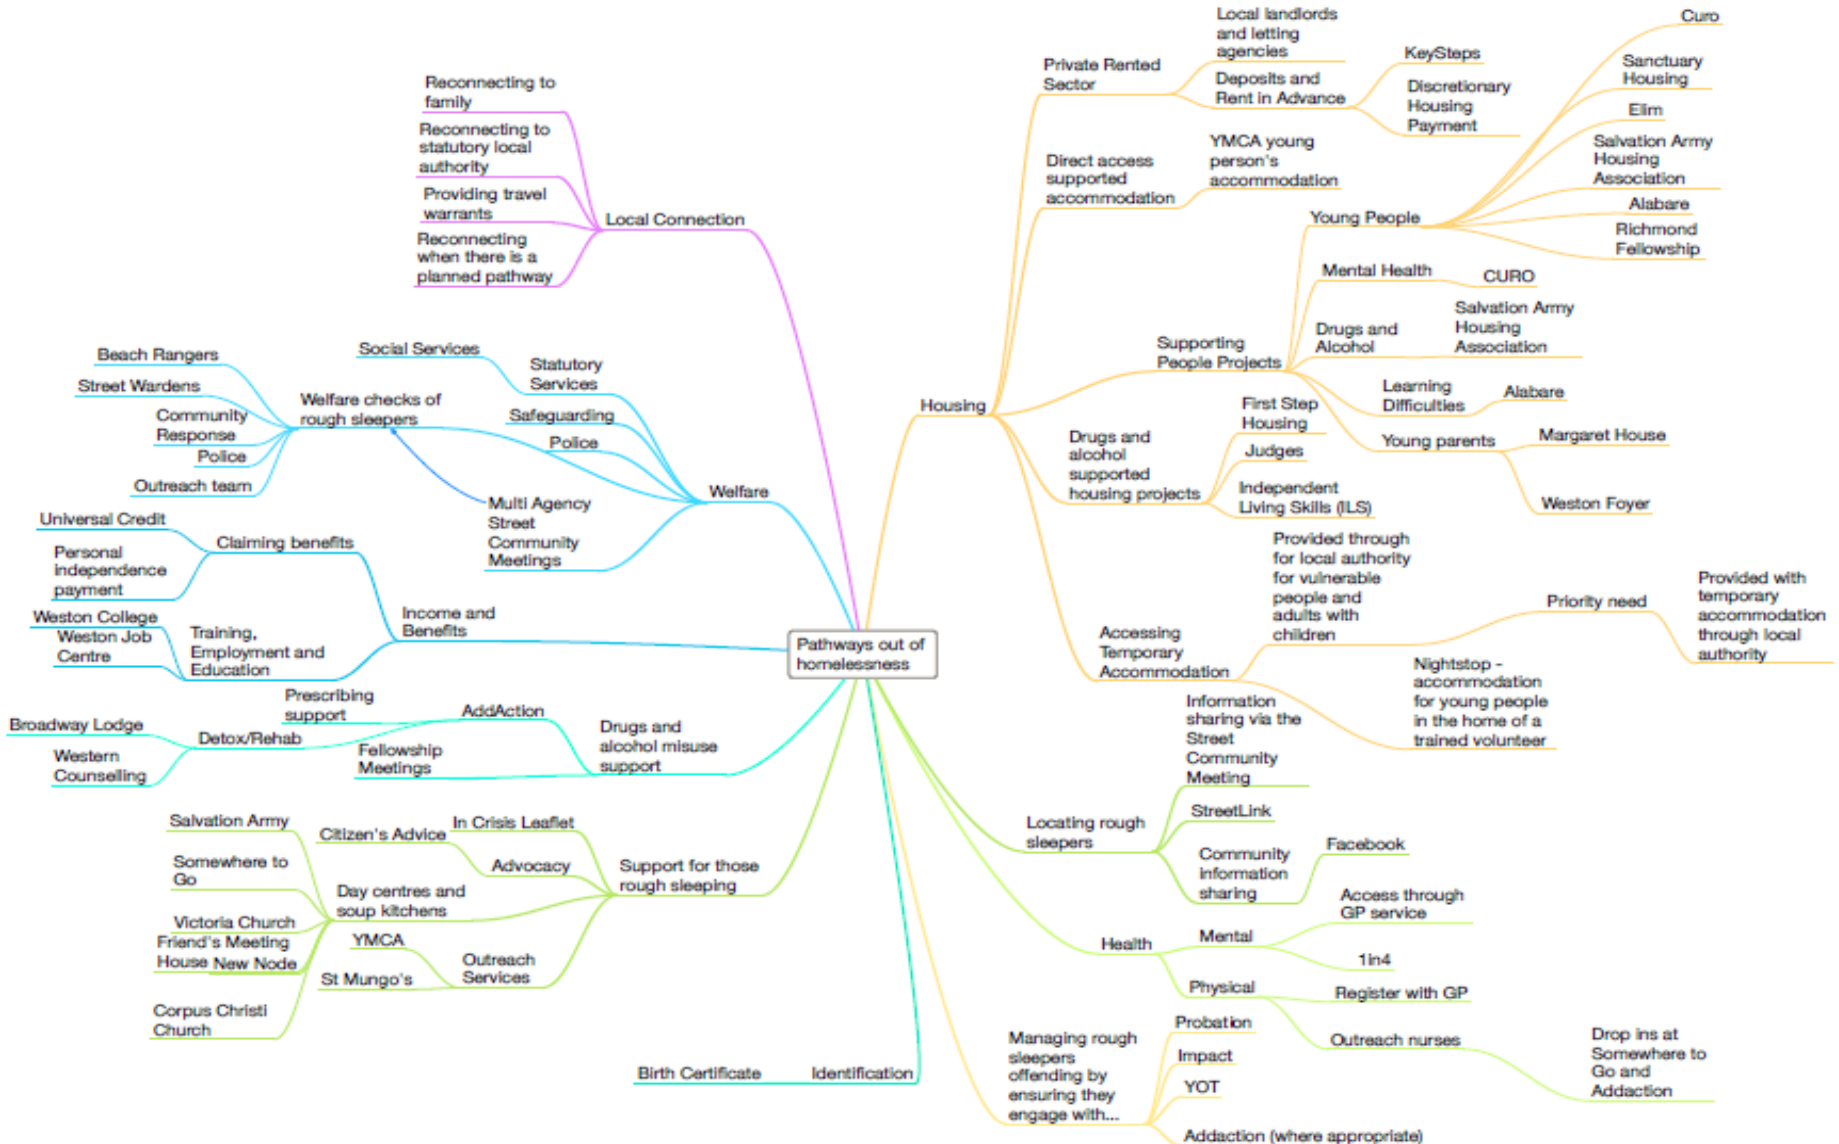 Reconnecting to
family
Reconnecting to
statutory local
authority
Providing travel
warrants
Reconnecting
when there is a
planned pathway
Local Connection
Beach Rangers
Street Wardens
Community
Response
Police
Outreach team
Welfare checks of
rough sleepers
Social Services
Statutory
Services
Safeguarding
Police
Multi Agency
Street
Community
Meetings
Welfare
Universal Credit
Personal
independence
payment
Claiming benefits
Weston College
Weston Job
Centre
Training,
Employment and
Education
Income and
Benefits
Prescribing
support
AddAction
Broadway Lodge
Western
Counselling
Detox/Rehab
Fellowship
Meetings
Drugs and
alcohol misuse
support
Salvation Army
Somewhere to
Go
Victoria Church
Friend's Meeting
House
New Node
Corpus Christi
Church
Citizen's Advice
In Crisis Leaflet
Advocacy
Day centres and
soup kitchens
YMCA
St Mungo's
Outreach
Services
Support for those
rough sleeping
Birth Certificate
Identification
Pathways out of
homelessness
Housing
Private Rented
Sector
Local landlords
and letting
agencies
Deposits and
Rent in Advance
KeySteps
Discretionary
Housing
Payment
Direct access
supported
accommodation
YMCA young
person's
accommodation
Supporting
People Projects
Young People
Curo
Sanctuary
Housing
Elim
Salvation Army
Housing
Association
Alabare
Richmond
Fellowship
Mental Health
CURO
Drugs and
Alcohol
Salvation Army
Housing
Association
Learning
Difficulties
Alabare
Young parents
Margaret House
Weston Foyer
Drugs and
alcohol
supported
housing projects
First Step
Housing
Judges
Independent
Living Skills (ILS)
Accessing
Temporary
Accommodation
Provided through
for local authority
for vulnerable
people and
adults with
children
Priority need
Provided with
temporary
accommodation
through local
authority
Nightstop -
accommodation
for young people
in the home of a
trained volunteer
Locating rough
sleepers
Information
sharing via the
Street
Community
Meeting
StreetLink
Community
information
sharing
Facebook
Health
Mental
Access through
GP service
1in4
Physical
Register with GP
Outreach nurses
Drop ins at
Somewhere to
Go and
Addaction
Managing rough
sleepers
offending by
ensuring they
engage with...
Probation
Impact
YOT
Addaction (where appropriate)